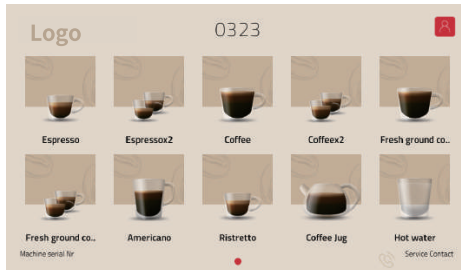 Logo
0323
Espresso
Espressox2
Coffee
Coffeex2
Fresh ground co..
Fresh ground co..
Americano
Ristretto
Coffee Jug
Hot water
Machine serial Nr
Service Contact